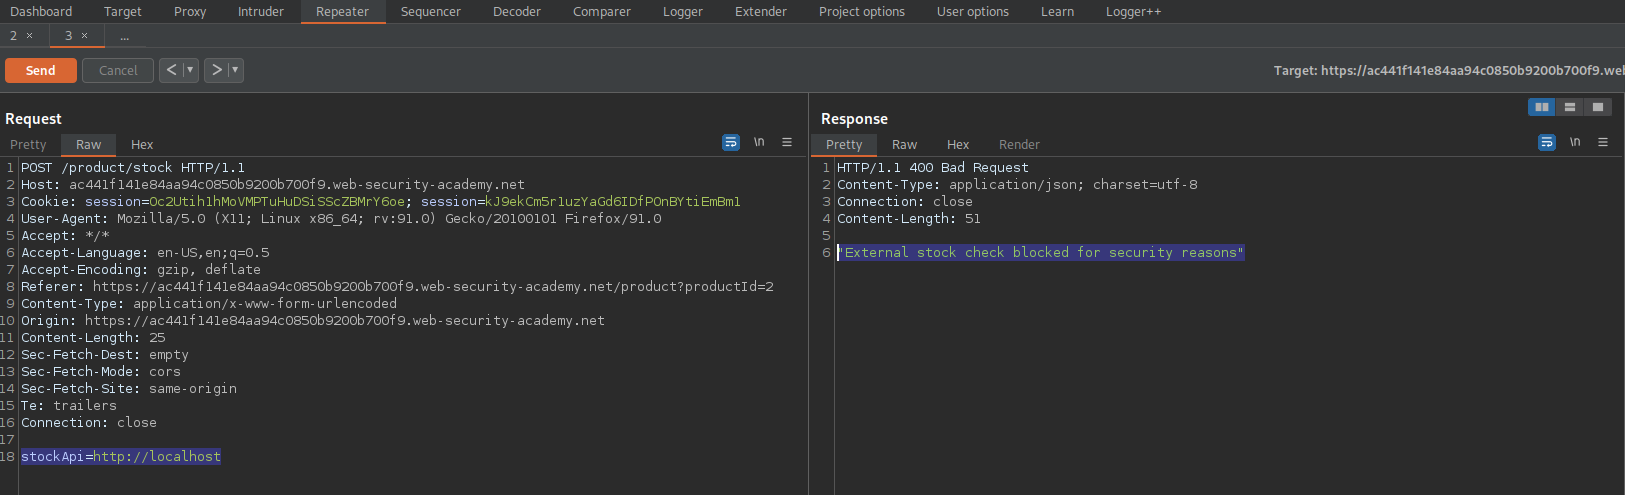 Dashboard Target Proxy Intruder Repeater Sequencer Decoder Comparer Logger Extender Project options User options Learn Logger++
2 × 3 × ...
Send Cancel < > Target: https://ac441f141e84aa94c0850b9200b700f9.web
Request
Pretty Raw Hex \n
1 POST /product/stock HTTP/1.1
2 Host: ac441f141e84aa94c0850b9200b700f9.web-security-academy.net
3 Cookie: session=Oc2Utih1hMoVMPTuHuDSiSScZBMrY6oe; session=kJ9ekCm5r1uzYaGd6IDfPOnBYtiEmBm1
4 User-Agent: Mozilla/5.0 (X11; Linux x86_64; rv:91.0) Gecko/20100101 Firefox/91.0
5 Accept: */*
6 Accept-Language: en-US,en;q=0.5
7 Accept-Encoding: gzip, deflate
8 Referer: https://ac441f141e84aa94c0850b9200b700f9.web-security-academy.net/product?productId=2
9 Content-Type: application/x-www-form-urlencoded
10 Origin: https://ac441f141e84aa94c0850b9200b700f9.web-security-academy.net
11 Content-Length: 25
12 Sec-Fetch-Dest: empty
13 Sec-Fetch-Mode: cors
14 Sec-Fetch-Site: same-origin
15 Te: trailers
16 Connection: close
17
18 stockApi=http://localhost
Response
Pretty Raw Hex Render \n
1 HTTP/1.1 400 Bad Request
2 Content-Type: application/json; charset=utf-8
3 Connection: close
4 Content-Length: 51
5
6 "External stock check blocked for security reasons"